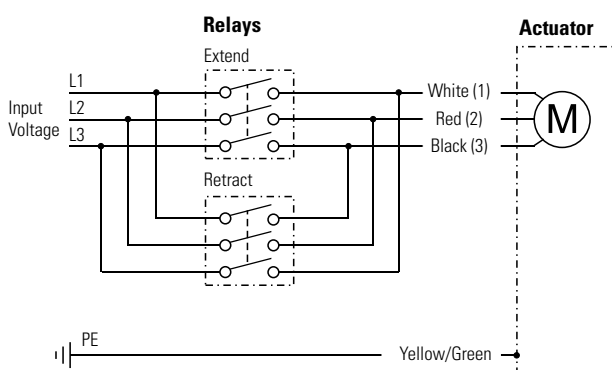 Relays
Actuator
Extend
L1
L2
L3
Input
Voltage
White (1)
Red (2)
Black (3)
M
Retract
PE
Yellow/Green